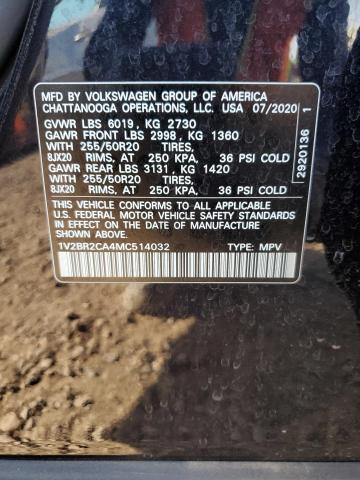 MFD BY VOLKSWAGEN GROUP OF AMERICA
CHATTANOOGA OPERATIONS, LLC. USA 07/2020
GVWR LBS 6019, KG 2730
GAWR FRONT LBS 2998, KG 1360
WITH 255/50R20 TIRES,
8JX20 RIMS, AT 250 KPA, 36 PSI COLD
GAWR REAR LBS 3131, KG 1420
WITH 255/50R20 TIRES,
8JX20 RIMS, AT 250 KPA, 36 PSI COLD
THIS VEHICLE CONFORMS TO ALL APPLICABLE
U.S. FEDERAL MOTOR VEHICLE SAFETY STANDARDS
IN EFFECT ON THE DATE OF MANUFACTURE
SHOWN ABOVE.
1V2BR2CA4MC514032 TYPE: MPV
2920136 1